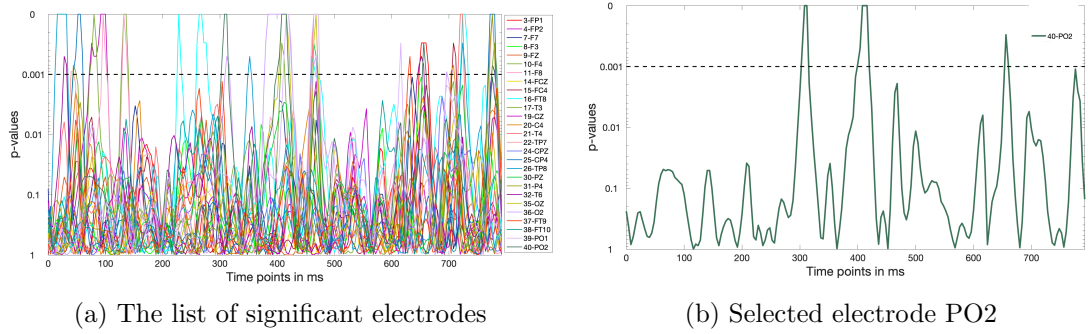 0
0.001
0.01
0.1
1
p-values
0 100 200 300 400 500 600 700
Time points in ms
3-FP1
4-FP2
7-F7
8-F3
9-FZ
10-F4
11-F8
14-FCZ
15-FC4
16-FT8
17-T3
19-CZ
20-C4
21-T4
22-TP7
24-CPZ
25-CP4
26-TP8
30-PZ
31-P4
32-T6
35-OZ
36-O2
37-FT9
38-FT10
39-PO1
40-PO2
(a) The list of significant electrodes
0
0.001
0.01
0.1
1
p-values
0 100 200 300 400 500 600 700
Time points in ms
40-PO2
(b) Selected electrode PO2